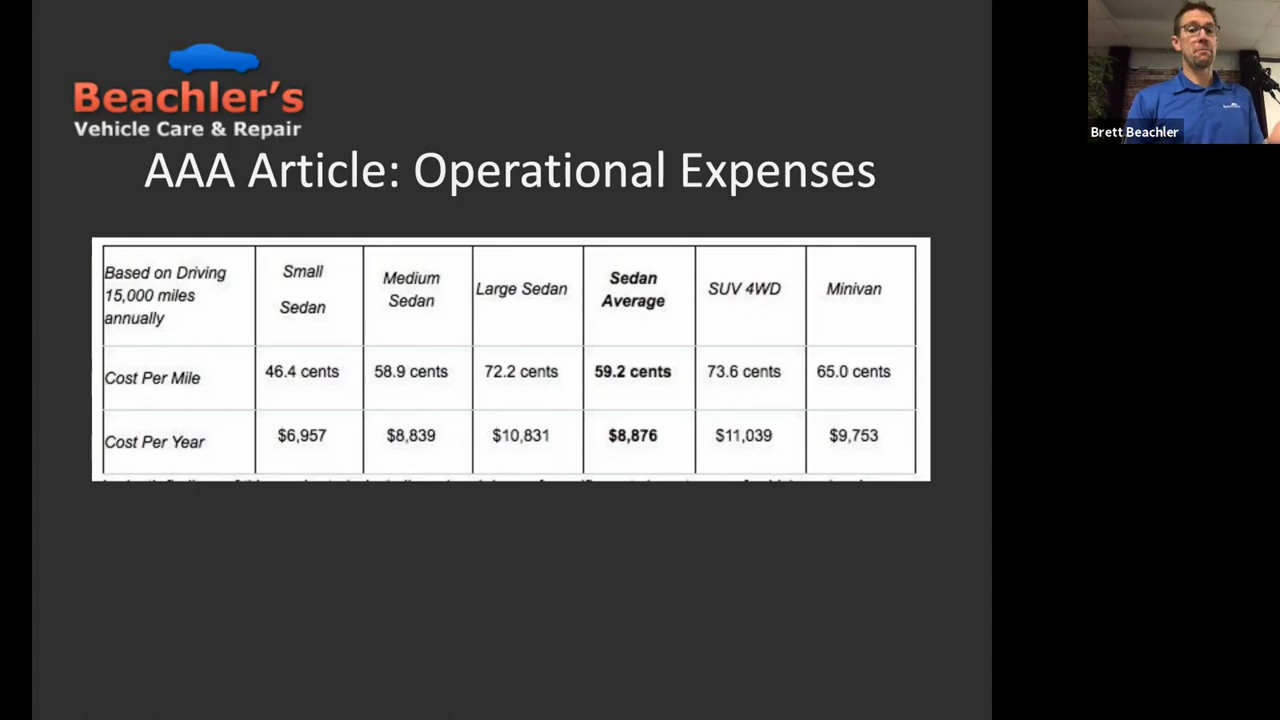 Beachler's
Vehicle Care & Repair
AAA Article: Operational Expenses
Based on Driving 15,000 miles annually
Small Sedan
Medium Sedan
Large Sedan
Sedan Average
SUV 4WD
Minivan
Cost Per Mile
46.4 cents
58.9 cents
72.2 cents
59.2 cents
73.6 cents
65.0 cents
Cost Per Year
$6,957
$8,839
$10,831
$8,876
$11,039
$9,753
Brett Beachler